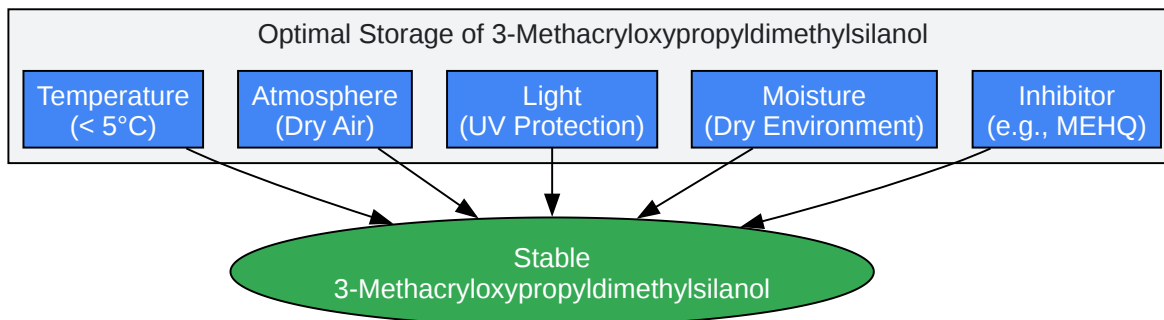 Optimal Storage of 3-Methacryloxypropyldimethylsilanol
Temperature
(< 5°C)
Atmosphere
(Dry Air)
Light
(UV Protection)
Moisture
(Dry Environment)
Inhibitor
(e.g., MEHQ)
Stable
3-Methacryloxypropyldimethylsilanol